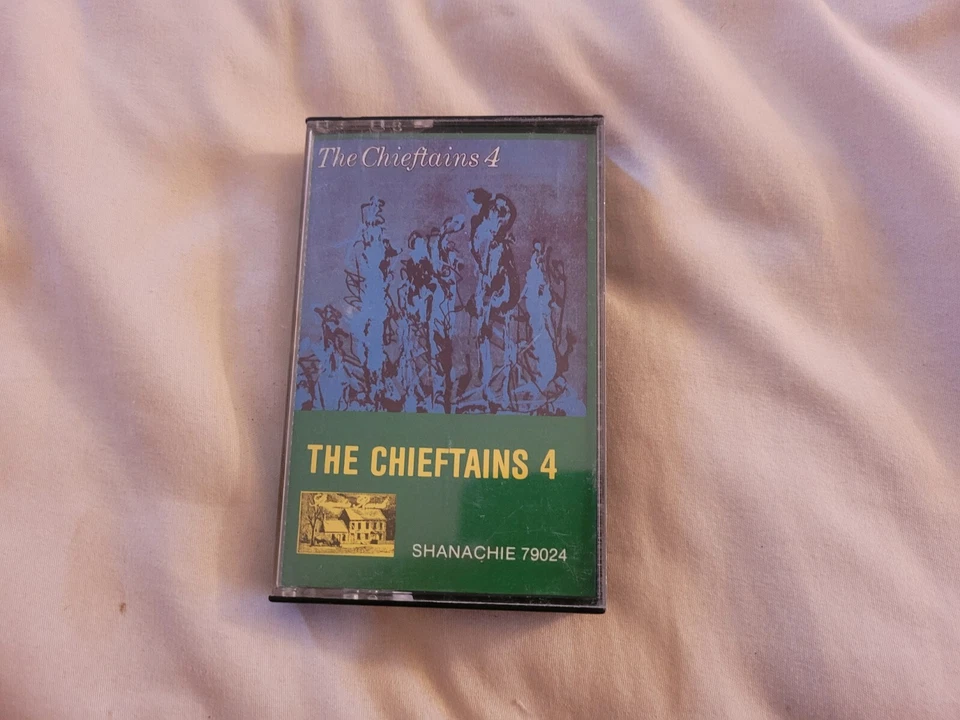 The Chieftains 4
THE CHIEFTAINS 4
SHANACHIE 79024